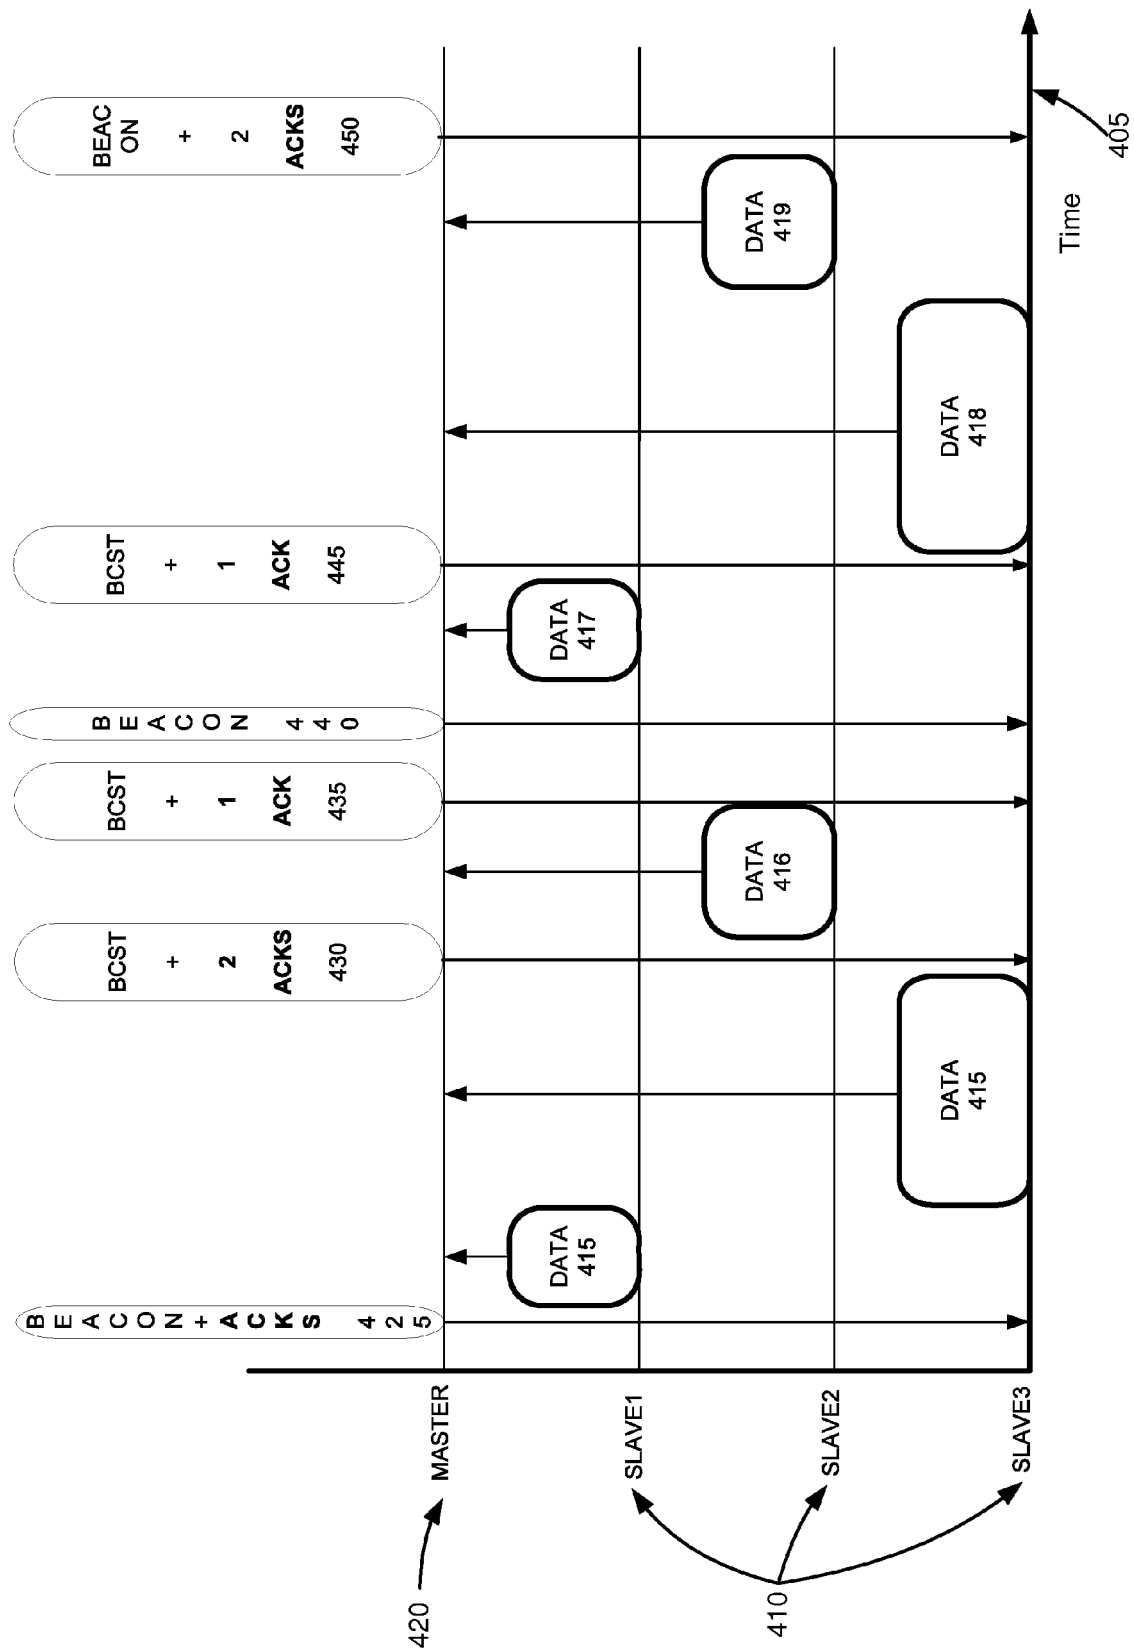 BEACON+ACKS 425
BCST
+
2
ACKS
430
BCST
+
1
ACK
435
BEACON 440
BCST
+
1
ACK
445
BEAC
ON
+
2
ACKS
450
420
MASTER
410
SLAVE1
DATA
415
DATA
417
SLAVE2
DATA
416
DATA
419
SLAVE3
DATA
415
DATA
418
Time
405